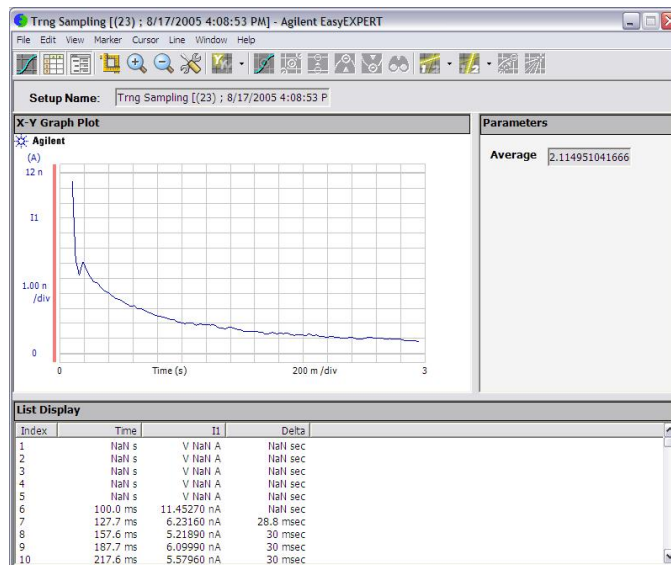 Trng Sampling [(23) ; 8/17/2005 4:08:53 PM] - Agilent EasyEXPERT
File Edit View Marker Cursor Line Window Help
Setup Name: Trng Sampling [(23) ; 8/17/2005 4:08:53 P
X-Y Graph Plot
Parameters
Agilent
Average 2.114951041666
(A)
12 n
I1
1.00 n
/div
0
0 Time (s) 200 m /div 3
List Display
Index Time I1 Delta
1 NaN s V NaN A NaN sec
2 NaN s V NaN A NaN sec
3 NaN s V NaN A NaN sec
4 NaN s V NaN A NaN sec
5 NaN s V NaN A NaN sec
6 100.0 ms 11.45270 nA NaN sec
7 127.7 ms 6.23160 nA 28.8 msec
8 157.6 ms 5.21890 nA 30 msec
9 187.7 ms 6.09990 nA 30 msec
10 217.6 ms 5.57960 nA 30 msec